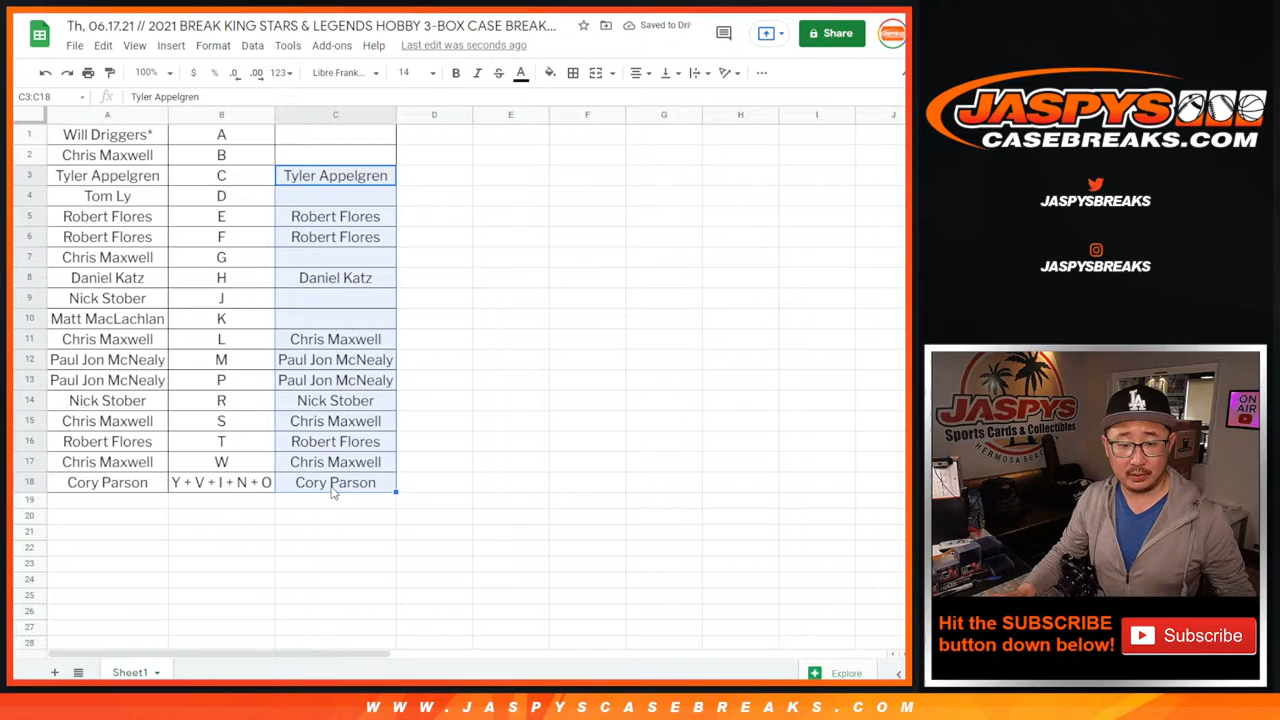 Th, 06.17.21 // 2021 BREAK KING STARS & LEGENDS HOBBY 3-BOX CASE BREAK...
Saved to Dri
File Edit View Insert Format Data Tools Add-ons Help Last edit was seconds ago
Share
100% $ % .0 .00 123 Libre Frank... 14 B I S A
C3:C18 fx Tyler Appelgren
A B C D E F G H I J
1 Will Driggers* A
2 Chris Maxwell B
3 Tyler Appelgren C Tyler Appelgren
4 Tom Ly D
5 Robert Flores E Robert Flores
6 Robert Flores F Robert Flores
7 Chris Maxwell G
8 Daniel Katz H Daniel Katz
9 Nick Stober J
10 Matt MacLachlan K
11 Chris Maxwell L Chris Maxwell
12 Paul Jon McNealy M Paul Jon McNealy
13 Paul Jon McNealy P Paul Jon McNealy
14 Nick Stober R Nick Stober
15 Chris Maxwell S Chris Maxwell
16 Robert Flores T Robert Flores
17 Chris Maxwell W Chris Maxwell
18 Cory Parson Y + V + I + N + O Cory Parson
19
20
21
22
23
24
25
26
27
28
Sheet1
Explore
JASPYS
CASEBREAKS.COM
JASPYSBREAKS
JASPYSBREAKS
JASPYS
Sports Cards & Collectibles
HERMOSA BEACH
LA
ON
AIR
Hit the SUBSCRIBE
button down below!
Subscribe
WWW.JASPYSCASEBREAKS.COM